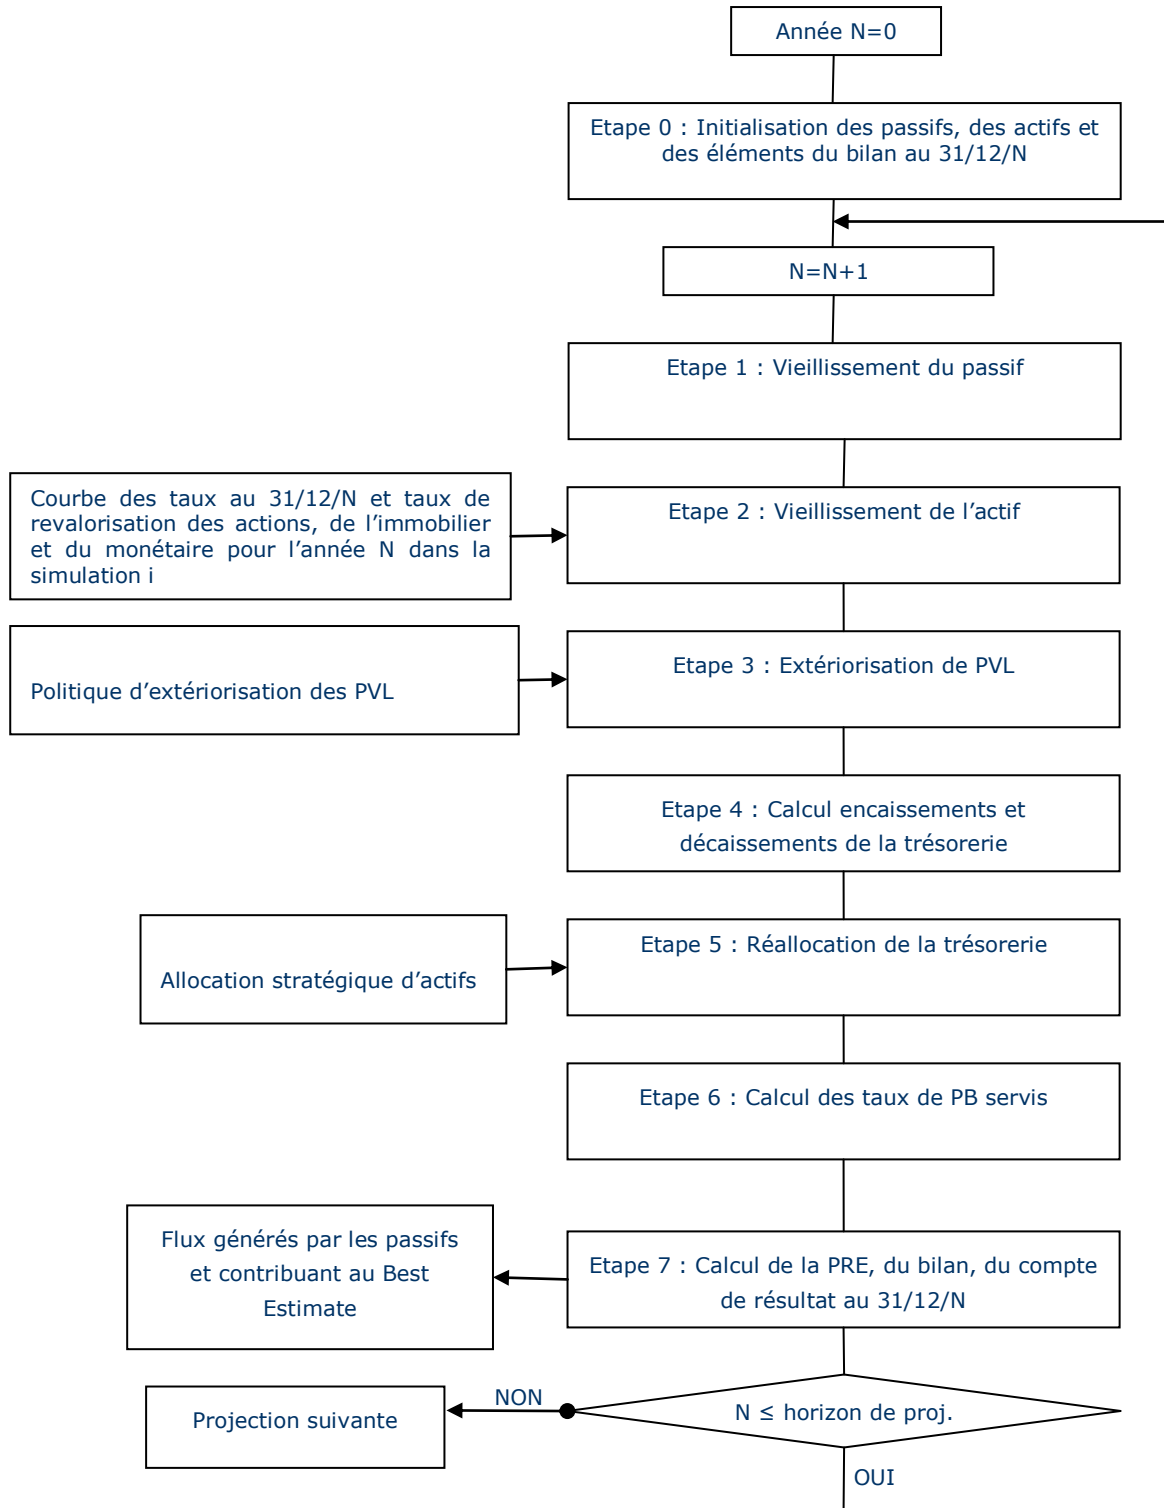 Année N=0
Etape 0 : Initialisation des passifs, des actifs et
des éléments du bilan au 31/12/N
N=N+1
Etape 1 : Vieillissement du passif
Courbe des taux au 31/12/N et taux de
revalorisation des actions, de l’immobilier
et du monétaire pour l’année N dans la
simulation i
Etape 2 : Vieillissement de l’actif
Politique d’extériorisation des PVL
Etape 3 : Extériorisation de PVL
Etape 4 : Calcul encaissements et
décaissements de la trésorerie
Allocation stratégique d’actifs
Etape 5 : Réallocation de la trésorerie
Etape 6 : Calcul des taux de PB servis
Flux générés par les passifs
et contribuant au Best
Estimate
Etape 7 : Calcul de la PRE, du bilan, du compte
de résultat au 31/12/N
Projection suivante
NON
N ≤ horizon de proj.
OUI